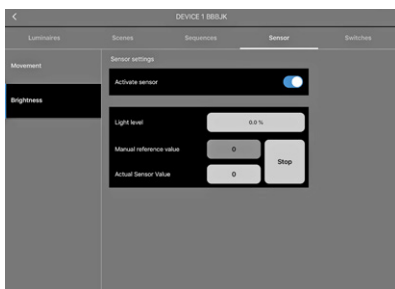 DEVICE 1 BBBJK
Luminaires Scenes Sequences Sensor Switches
Movement
Brightness
Sensor settings
Activate sensor
Light level 0.0 %
Manual reference value 0
Actual Sensor Value 0
Stop